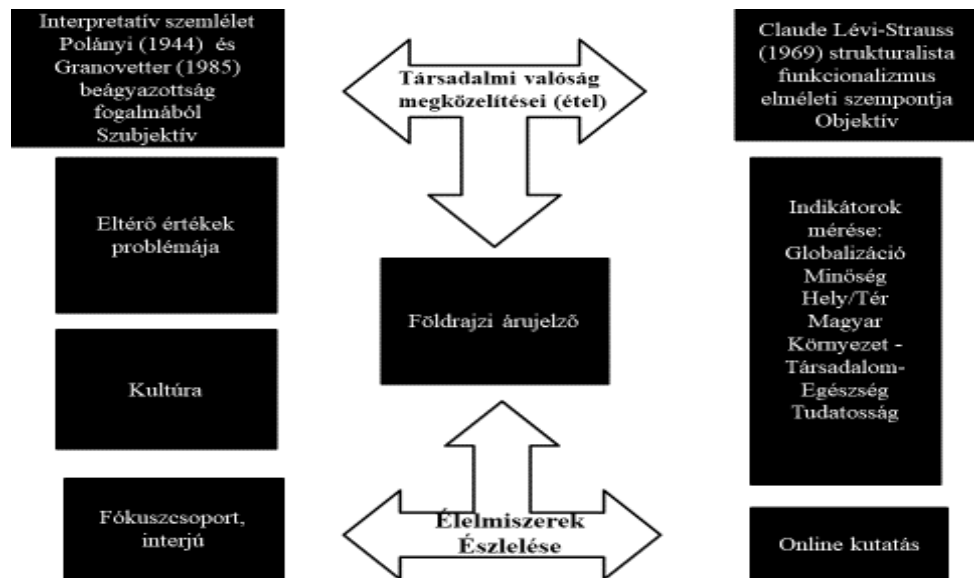 Interpretatív szemlélet
Polányi (1944) és
Granovetter (1985)
beágyazottság
fogalmából
Szubjektív
Társadalmi valóság
megközelítései (étel)
Claude Lévi-Strauss
(1969) strukturalista
funkcionalizmus
elméleti szempontja
Objektív
Eltérő értékek
problémája
Földrajzi árujelző
Indikátorok
mérése:
Globalizáció
Minőség
Hely/Tér
Magyar
Környezet -
Társadalom-
Egészség
Tudatosság
Kultúra
Fókuszcsoport,
interjú
Élelmiszerek
Észlelése
Online kutatás